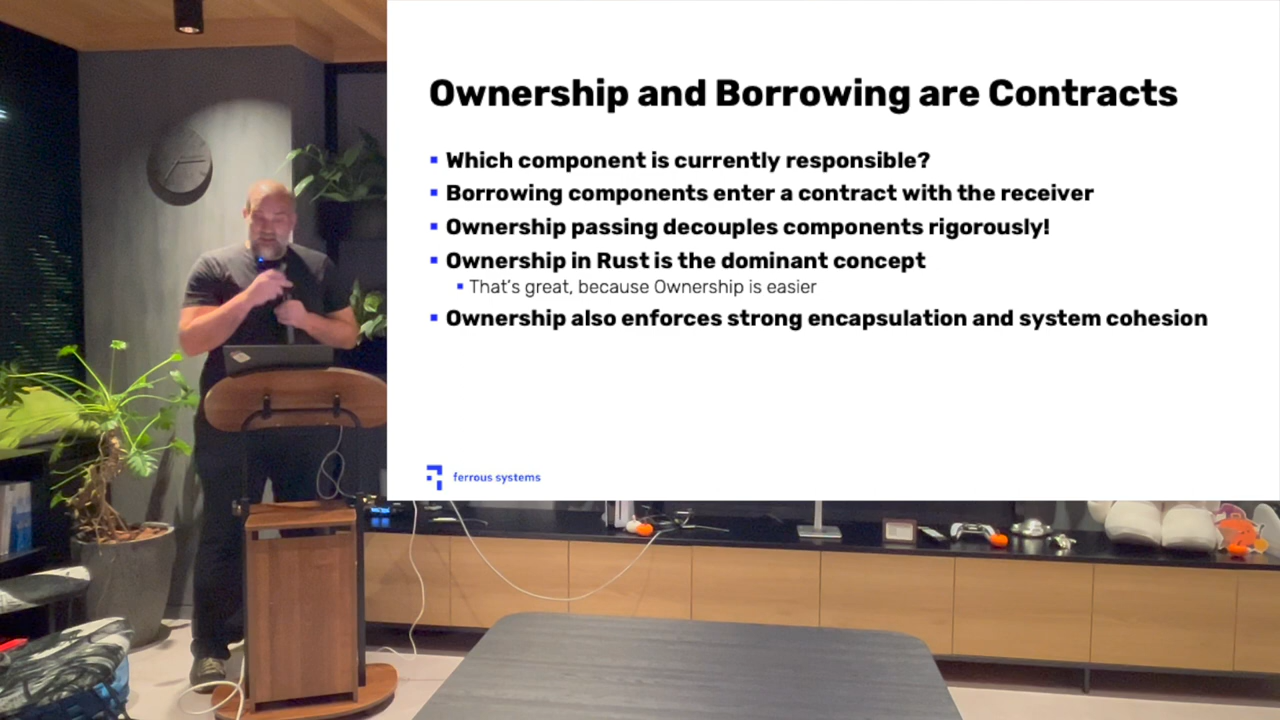 Ownership and Borrowing are Contracts
Which component is currently responsible?
Borrowing components enter a contract with the receiver
Ownership passing decouples components rigorously!
Ownership in Rust is the dominant concept
That's great, because Ownership is easier
Ownership also enforces strong encapsulation and system cohesion
ferrous systems